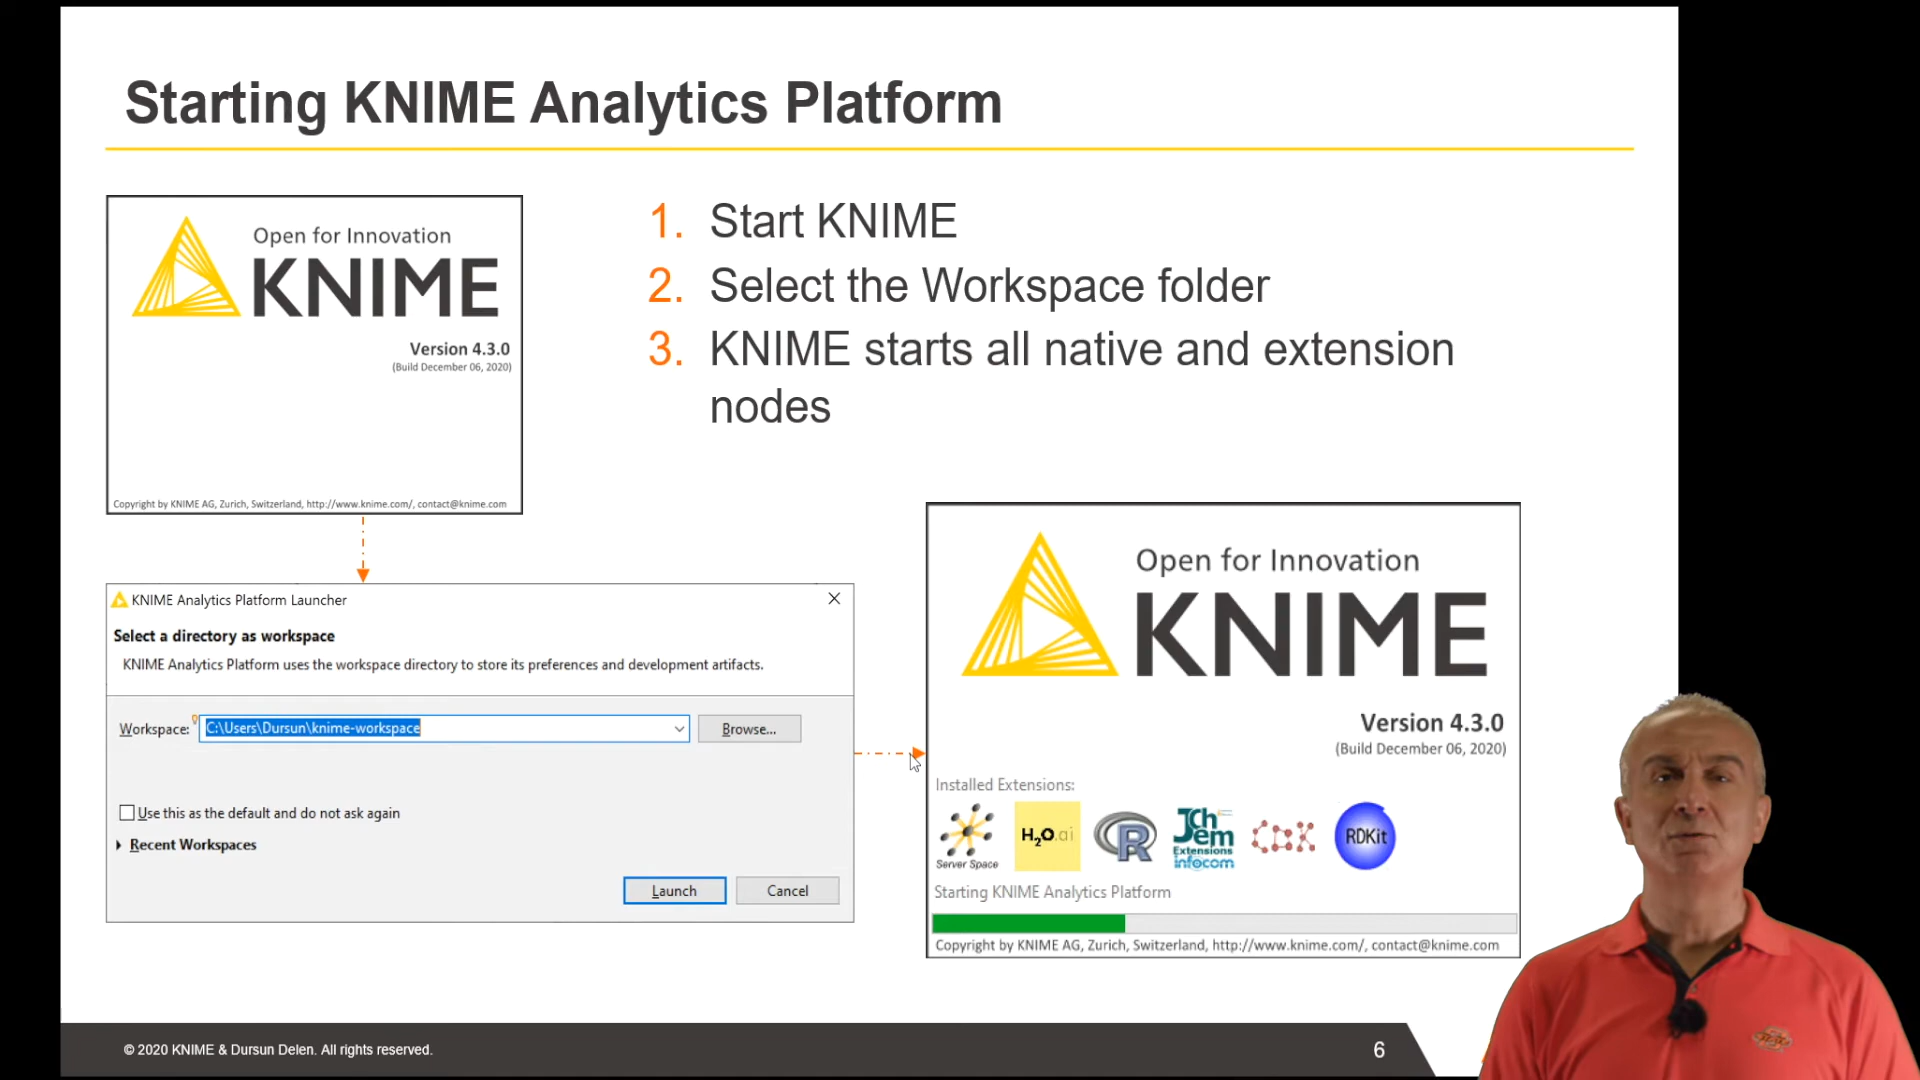 Starting KNIME Analytics Platform
Open for Innovation
KNIME
Version 4.3.0
(Build December 06, 2020)
Copyright by KNIME AG, Zurich, Switzerland, http://www.knime.com/, contact@knime.com
1. Start KNIME
2. Select the Workspace folder
3. KNIME starts all native and extension
nodes
KNIME Analytics Platform Launcher
Select a directory as workspace
KNIME Analytics Platform uses the workspace directory to store its preferences and development artifacts.
Workspace: C:\Users\Dursun\knime-workspace Browse...
Use this as the default and do not ask again
Recent Workspaces
Launch Cancel
Open for Innovation
KNIME
Version 4.3.0
(Build December 06, 2020)
Installed Extensions:
Server Space
H2O.ai
R
JChem
Extensions
infocom
CDK
RDKit
Starting KNIME Analytics Platform
Copyright by KNIME AG, Zurich, Switzerland, http://www.knime.com/, contact@knime.com
© 2020 KNIME & Dursun Delen. All rights reserved.
6